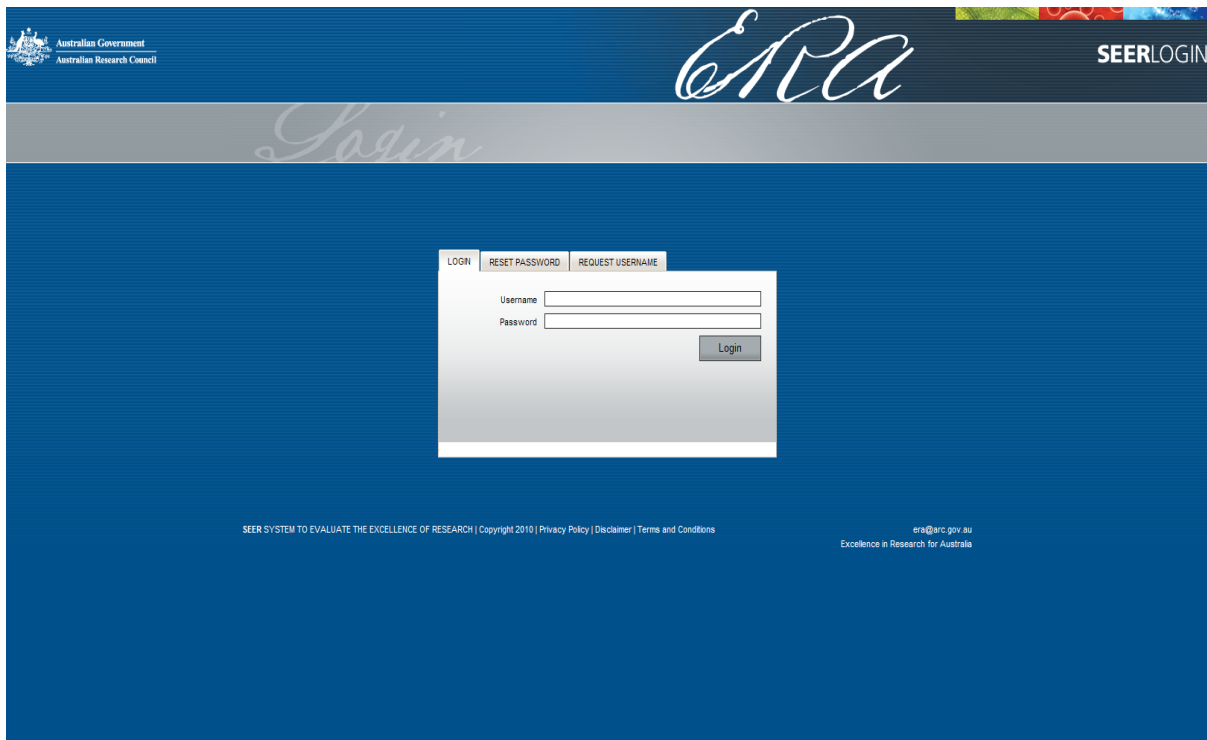 Australian Government
Australian Research Council
ERA
SEERLOGIN
Login
LOGIN RESET PASSWORD REQUEST USERNAME
Username
Password
Login
SEER SYSTEM TO EVALUATE THE EXCELLENCE OF RESEARCH | Copyright 2010 | Privacy Policy | Disclaimer | Terms and Conditions
era@arc.gov.au
Excellence in Research for Australia